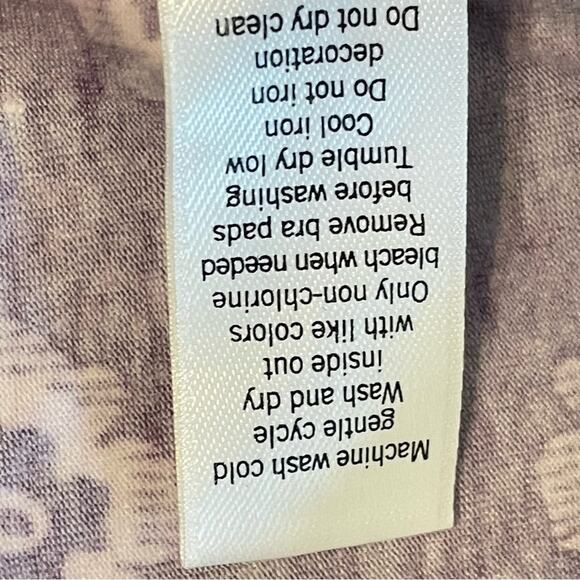 Machine wash cold
gentle cycle
Wash and dry
inside out
with like colors
Only non-chlorine
bleach when needed
Remove bra pads
before washing
Tumble dry low
Cool iron
Do not iron
decoration
Do not dry clean